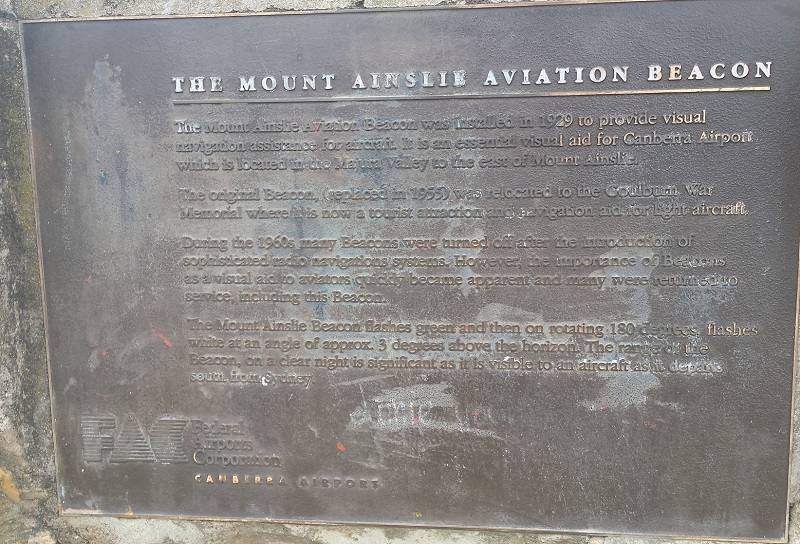 THE MOUNT AINSLIE AVIATION BEACON
The Mount Ainslie Aviation Beacon was installed in 1929 to provide visual
navigation assistance for aircraft. It is an essential visual aid for Canberra Airport
which is located in the Majura Valley to the east of Mount Ainslie.
The original Beacon, (replaced in 1955) was relocated to the Goulburn War
Memorial where it is now a tourist attraction and navigation aid for light aircraft.
During the 1960s many Beacons were turned off after the introduction of
sophisticated radio navigations systems. However, the importance of Beacons
as a visual aid to aviators quickly became apparent and many were returned to
service, including this Beacon.
The Mount Ainslie Beacon flashes green and then on rotating 180 degrees, flashes
white at an angle of approx. 3 degrees above the horizon. The range of the
Beacon, on a clear night is significant as it is visible to an aircraft as it departs
south from Sydney.
FAC
Federal
Airports
Corporation
CANBERRA AIRPORT